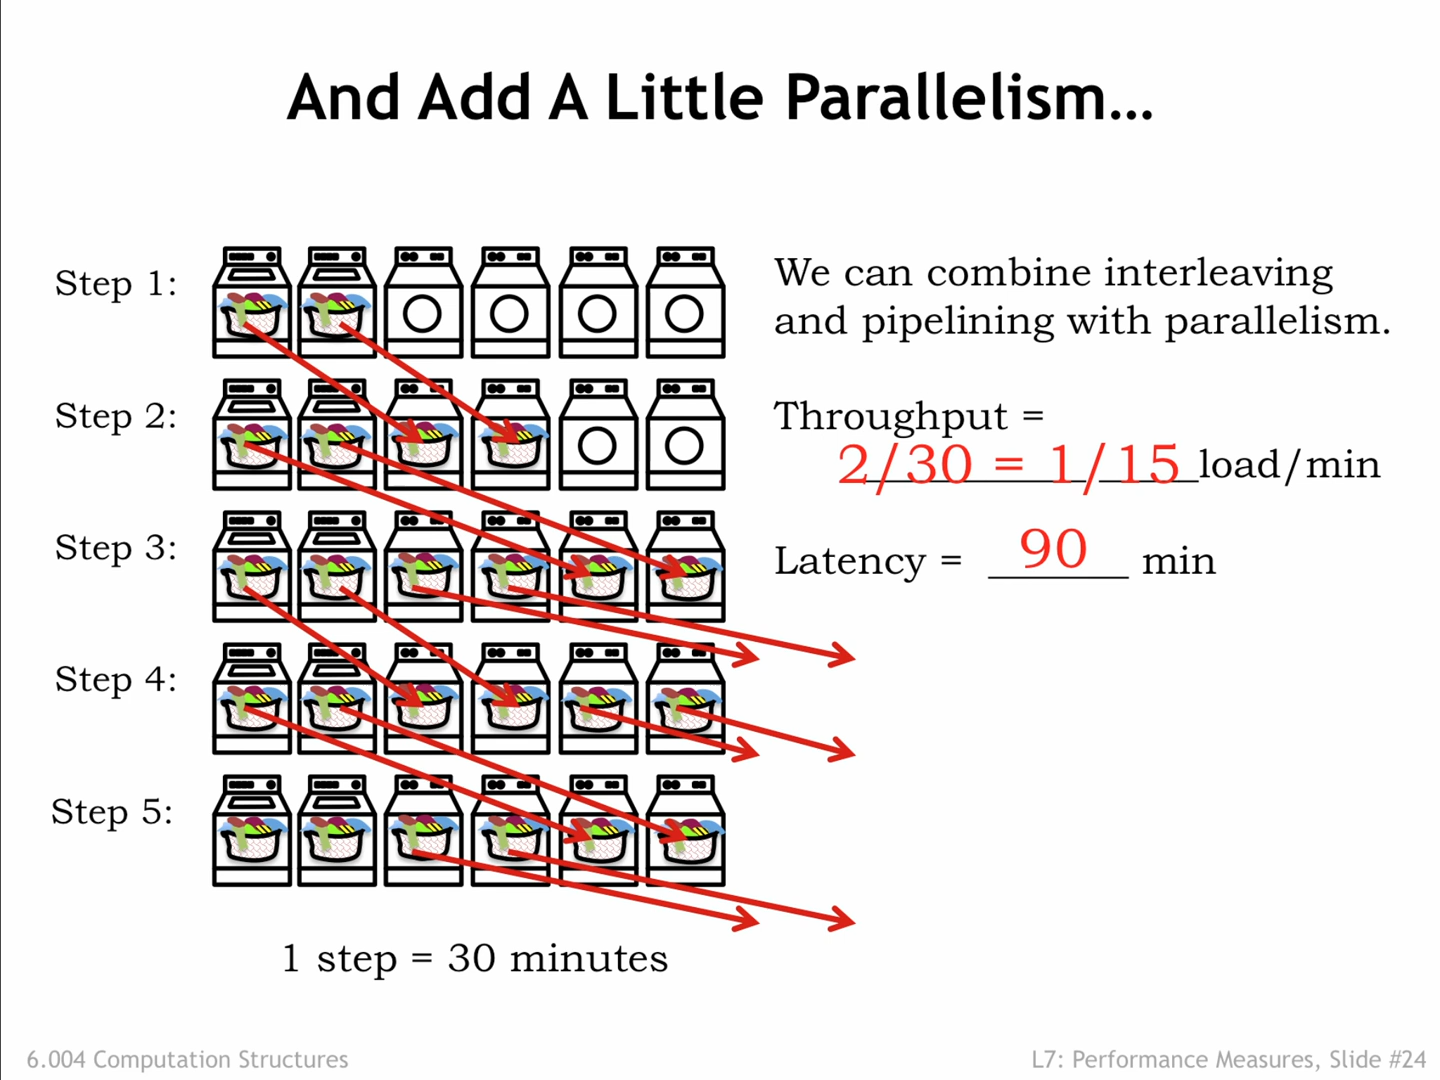 And Add A Little Parallelism...
Step 1:
Step 2:
Step 3:
Step 4:
Step 5:
1 step = 30 minutes
We can combine interleaving
and pipelining with parallelism.
Throughput =
2/30 = 1/15 load/min
Latency = 90 min
6.004 Computation Structures
L7: Performance Measures, Slide #24